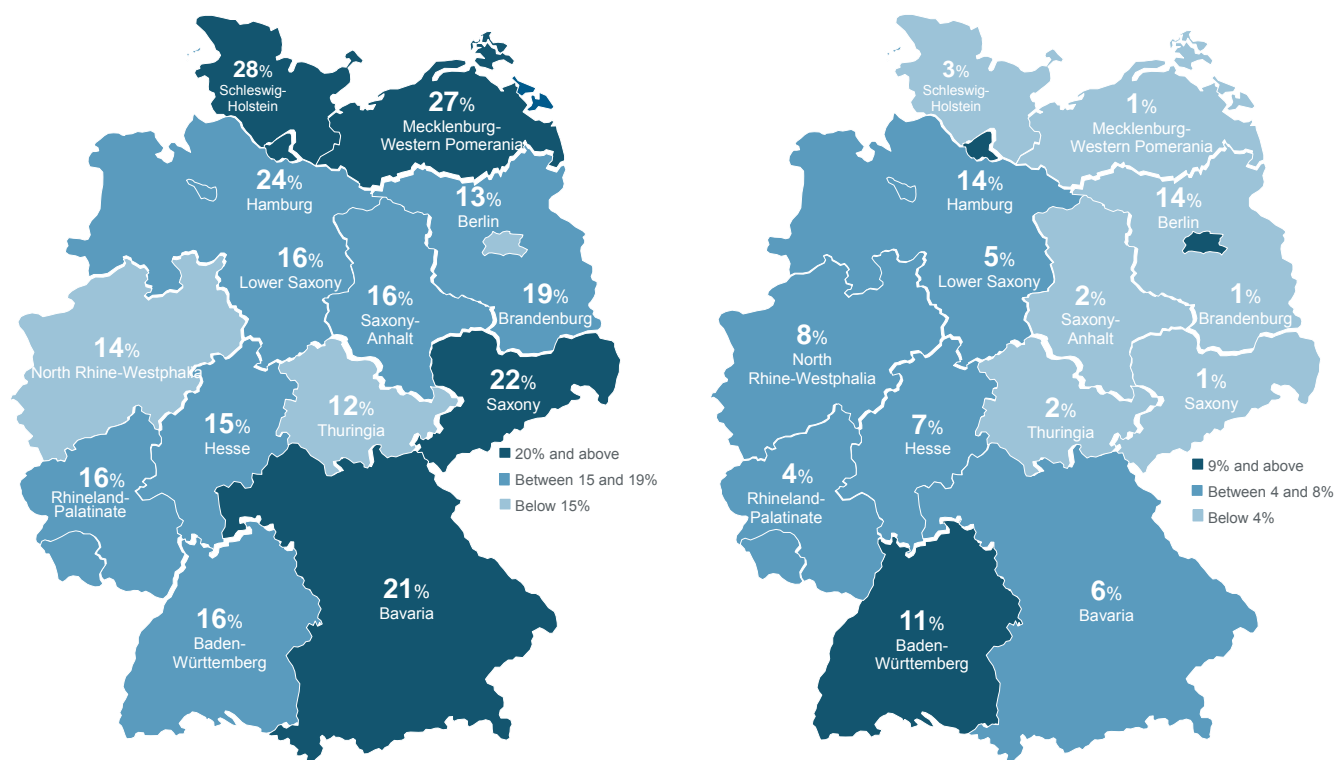 28%
Schleswig-
Holstein
27%
Mecklenburg-
Western Pomerania
24%
Hamburg
13%
Berlin
16%
Lower Saxony
16%
Saxony-
Anhalt
19%
Brandenburg
14%
North Rhine-Westphalia
22%
Saxony
15%
Hesse
12%
Thuringia
16%
Rhineland-
Palatinate
20% and above
Between 15 and 19%
Below 15%
21%
Bavaria
16%
Baden-
Württemberg
3%
Schleswig-
Holstein
1%
Mecklenburg-
Western Pomerania
14%
Hamburg
14%
Berlin
5%
Lower Saxony
2%
Saxony-
Anhalt
1%
Brandenburg
8%
North
Rhine-Westphalia
1%
Saxony
7%
Hesse
2%
Thuringia
4%
Rhineland-
Palatinate
9% and above
Between 4 and 8%
Below 4%
6%
Bavaria
11%
Baden-
Württemberg